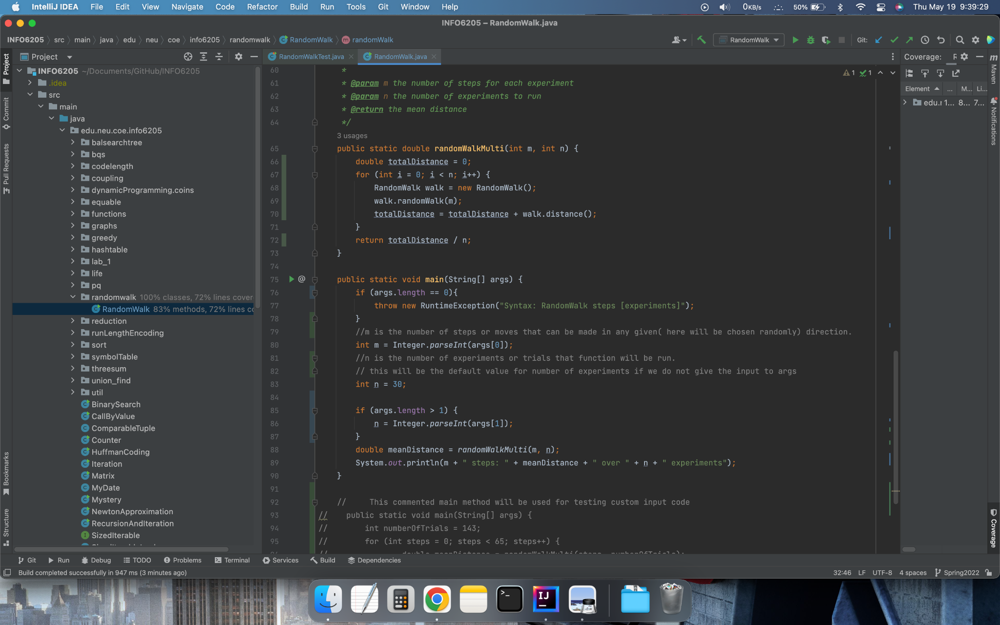 IntelliJ IDEA File Edit View Navigate Code Refactor Build Run Tools Git Window Help 0KB/s 50% Thu May 19 9:39:29
INFO6205 – RandomWalk.java
INFO6205 src main java edu neu coe info6205 randomwalk RandomWalk randomWalk RandomWalk Git:
Project RandomWalkTest.java RandomWalk.java Coverage: R
INFO6205 ~/Documents/GitHub/INFO6205
.idea
src
main
java
edu.neu.coe.info6205
balsearchtree
bqs
codelength
coupling
dynamicProgramming.coins
equable
functions
graphs
greedy
hashtable
lab_1
life
pq
randomwalk 100% classes, 72% lines cover
RandomWalk 83% methods, 72% lines co
reduction
runLengthEncoding
sort
symbolTable
threesum
union_find
util
BinarySearch
CallByValue
ComparableTuple
Counter
HuffmanCoding
Iteration
Matrix
MyDate
Mystery
NewtonApproximation
RecursionAndIteration
SizedIterable
Project
Commit
Pull Requests
Bookmarks
Structure
60 *
61 * @param m the number of steps for each experiment
62 * @param n the number of experiments to run
63 * @return the mean distance
64 */
3 usages
65 public static double randomWalkMulti(int m, int n) {
66 double totalDistance = 0;
67 for (int i = 0; i < n; i++) {
68 RandomWalk walk = new RandomWalk();
69 walk.randomWalk(m);
70 totalDistance = totalDistance + walk.distance();
71 }
72 return totalDistance / n;
73 }
74
75 @ public static void main(String[] args) {
76 if (args.length == 0){
77 throw new RuntimeException("Syntax: RandomWalk steps [experiments]");
78 }
79 //m is the number of steps or moves that can be made in any given( here will be chosen randomly) direction.
80 int m = Integer.parseInt(args[0]);
81 //n is the number of experiments or trials that function will be run.
82 // this will be the default value for number of experiments if we do not give the input to args
83 int n = 30;
84
85 if (args.length > 1) {
86 n = Integer.parseInt(args[1]);
87 }
88 double meanDistance = randomWalkMulti(m, n);
89 System.out.println(m + " steps: " + meanDistance + " over " + n + " experiments");
90 }
91
92 // This commented main method will be used for testing custom input code
93 // public static void main(String[] args) {
94 // int numberOfTrials = 143;
95 // for (int steps = 0; steps < 65; steps++) {
// double meanDistance = randomWalkMulti(steps, numberOfTrials);
1 1
Element ... M... Li...
edu.r 1... 8... 7...
m Maven
Notifications
Coverage
Git Run Debug TODO Problems Terminal Services Build Dependencies
Build completed successfully in 947 ms (3 minutes ago) 32:46 LF UTF-8 4 spaces Spring2022
>_
IJ